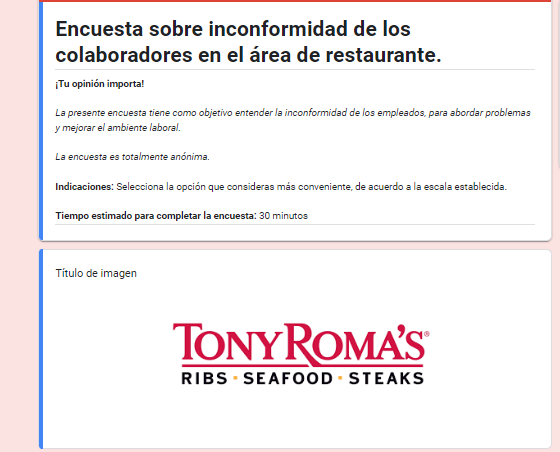 Encuesta sobre inconformidad de los
colaboradores en el área de restaurante.
¡Tu opinión importa!
La presente encuesta tiene como objetivo entender la inconformidad de los empleados, para abordar problemas
y mejorar el ambiente laboral.
La encuesta es totalmente anónima.
Indicaciones: Selecciona la opción que consideras más conveniente, de acuerdo a la escala establecida.
Tiempo estimado para completar la encuesta: 30 minutos
Título de imagen
TONY ROMA'S®
RIBS · SEAFOOD · STEAKS